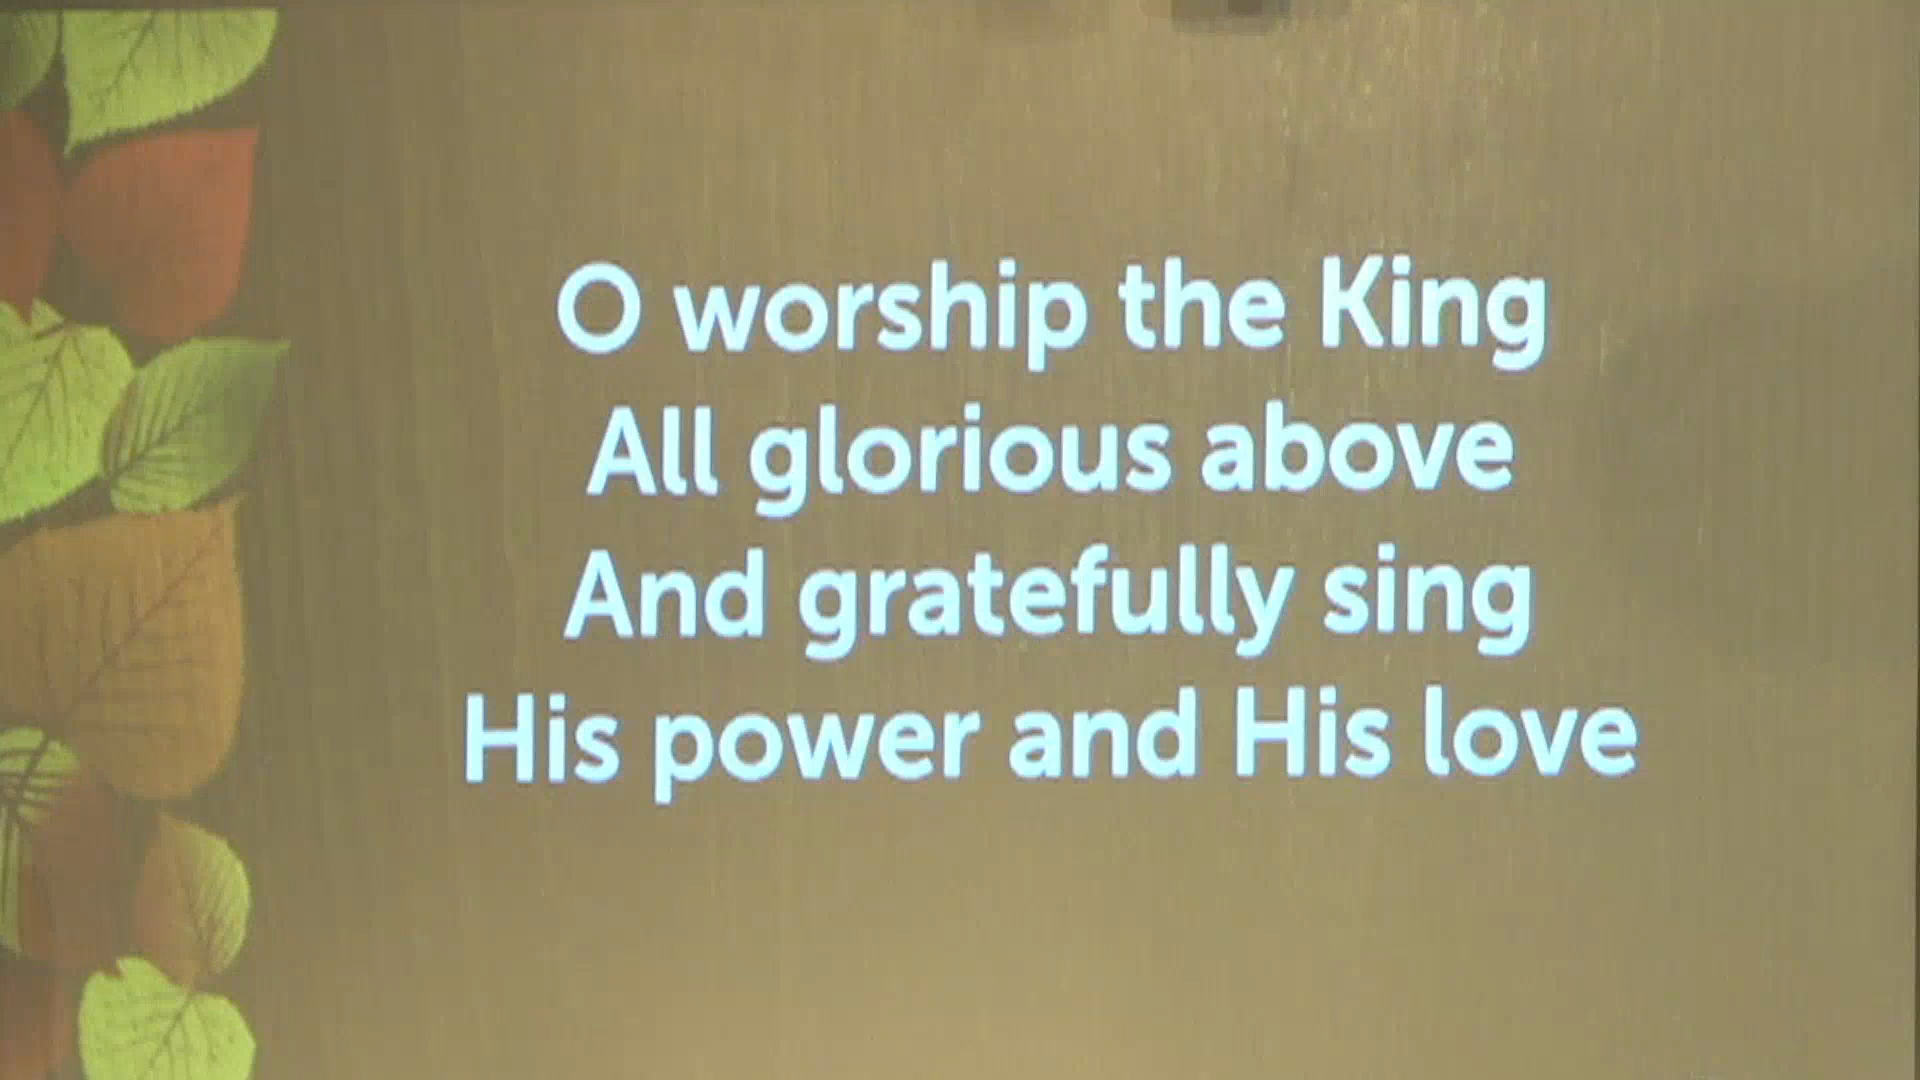 O worship the King
All glorious above
And gratefully sing
His power and His love